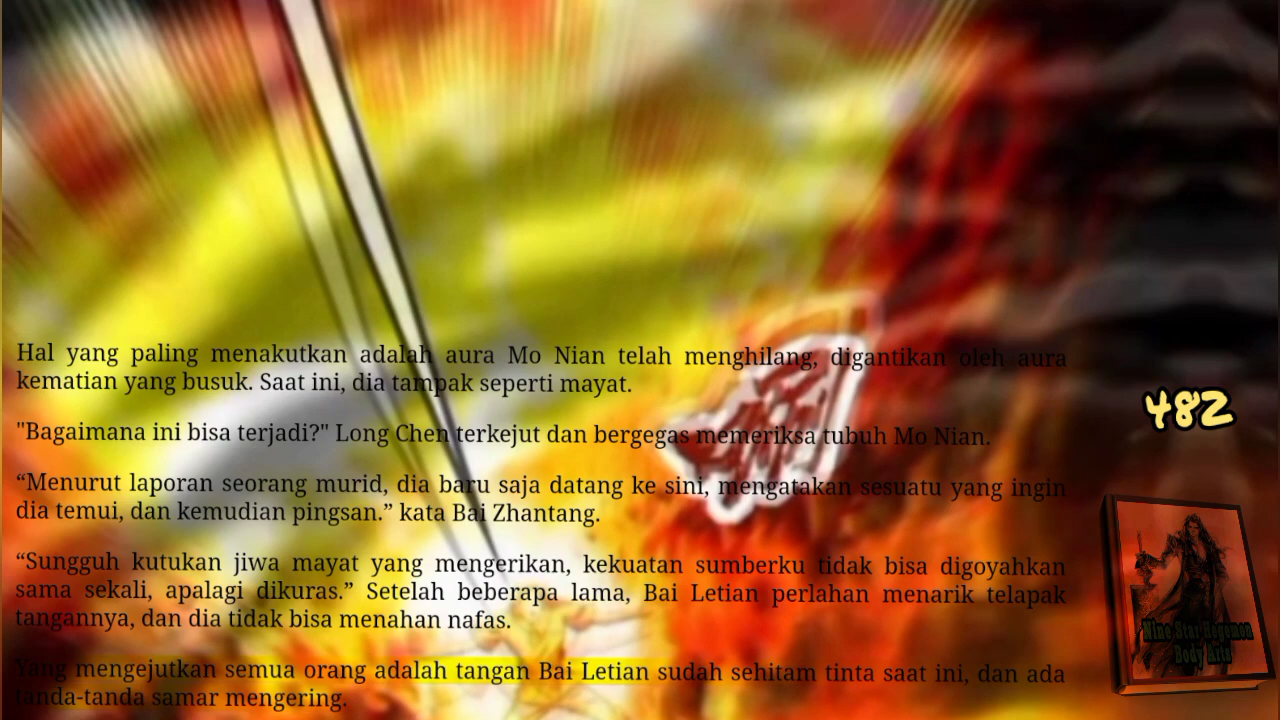 Hal yang paling menakutkan adalah aura Mo Nian telah menghilang, digantikan oleh aura
kematian yang busuk. Saat ini, dia tampak seperti mayat.
"Bagaimana ini bisa terjadi?" Long Chen terkejut dan bergegas memeriksa tubuh Mo Nian.
“Menurut laporan seorang murid, dia baru saja datang ke sini, mengatakan sesuatu yang ingin
dia temui, dan kemudian pingsan.” kata Bai Zhantang.
“Sungguh kutukan jiwa mayat yang mengerikan, kekuatan sumberku tidak bisa digoyahkan
sama sekali, apalagi dikuras.” Setelah beberapa lama, Bai Letian perlahan menarik telapak
tangannya, dan dia tidak bisa menahan nafas.
Yang mengejutkan semua orang adalah tangan Bai Letian sudah sehitam tinta saat ini, dan ada
tanda-tanda samar mengering.
482
Nine Star Hegemon
Body Arts